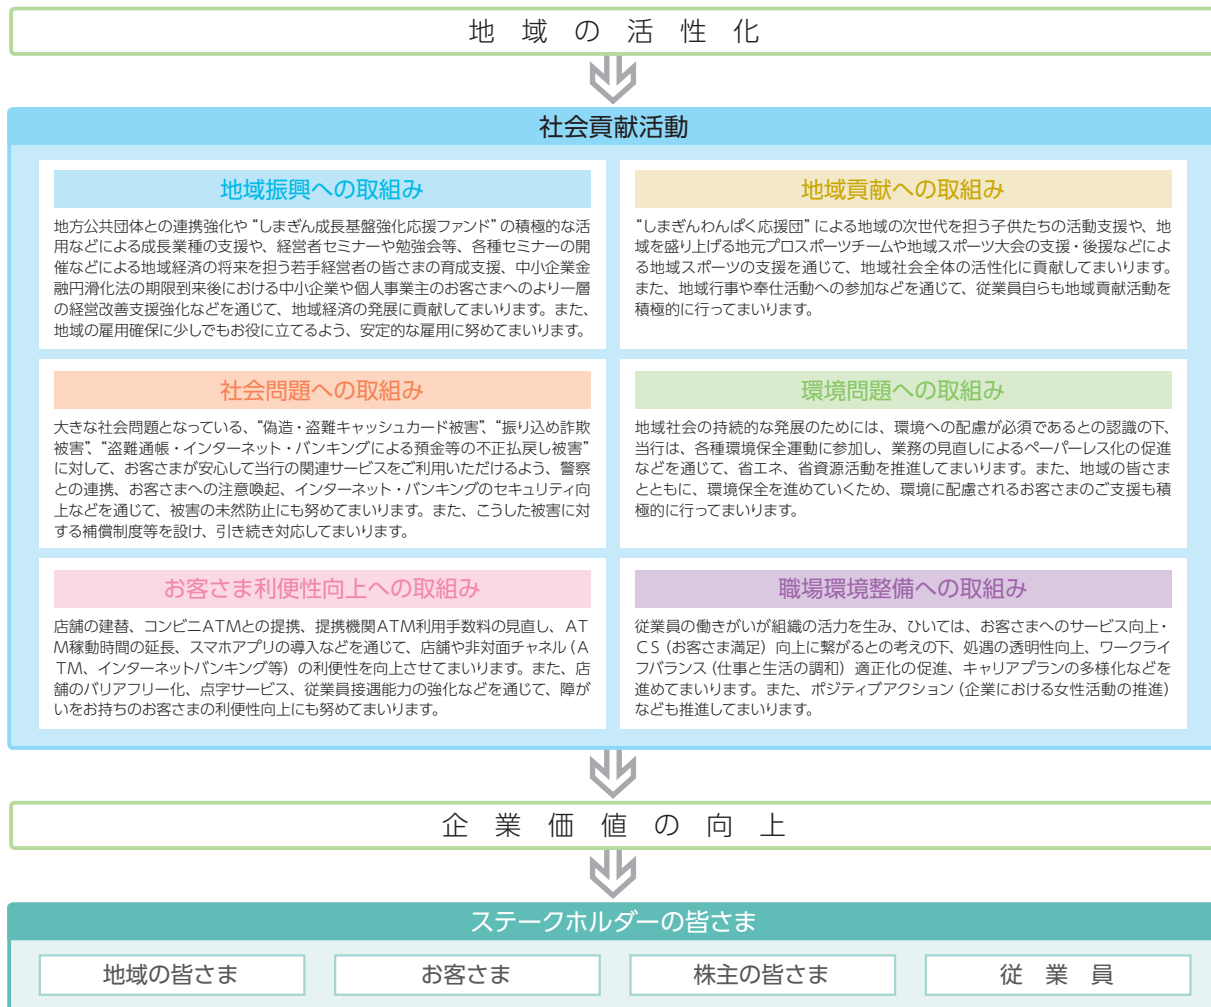 地域の活性化
社会貢献活動
地域振興への取組み
地方公共団体との連携強化や“しまぎん成長基盤強化応援ファンド”の積極的な活
用などによる成長業種の支援や、経営者セミナーや勉強会等、各種セミナーの開
催などによる地域経済の将来を担う若手経営者の皆さまの育成支援、中小企業金
融円滑化法の期限到来後における中小企業や個人事業主のお客さまへのより一層
の経営改善支援強化などを通じて、地域経済の発展に貢献してまいります。また、
地域の雇用確保に少しでもお役に立てるよう、安定的な雇用に努めてまいります。
地域貢献への取組み
“しまぎんわんぱく応援団”による地域の次世代を担う子供たちの活動支援や、地
域を盛り上げる地元プロスポーツチームや地域スポーツ大会の支援・後援などによ
る地域スポーツの支援を通じて、地域社会全体の活性化に貢献してまいります。
また、地域行事や奉仕活動への参加などを通じて、従業員自らも地域貢献活動を
積極的に行ってまいります。
社会問題への取組み
大きな社会問題となっている、“偽造・盗難キャッシュカード被害”、“振り込め詐欺
被害”、“盗難通帳・インターネット・バンキングによる預金等の不正払戻し被害”
に対して、お客さまが安心して当行の関連サービスをご利用いただけるよう、警察
との連携、お客さまへの注意喚起、インターネット・バンキングのセキュリティ向
上などを通じて、被害の未然防止にも努めてまいります。また、こうした被害に対
する補償制度等を設け、引き続き対応してまいります。
環境問題への取組み
地域社会の持続的な発展のためには、環境への配慮が必須であるとの認識の下、
当行は、各種環境保全運動に参加し、業務の見直しによるペーパーレス化の促進
などを通じて、省エネ、省資源活動を推進してまいります。また、地域の皆さま
とともに、環境保全を進めていくため、環境に配慮されるお客さまのご支援も積
極的に行ってまいります。
お客さま利便性向上への取組み
店舗の建替、コンビニATMとの提携、提携機関ATM利用手数料の見直し、AT
M稼動時間の延長、スマホアプリの導入などを通じて、店舗や非対面チャネル（A
TM、インターネットバンキング等）の利便性を向上させてまいります。また、店
舗のバリアフリー化、点字サービス、従業員接遇能力の強化などを通じて、障が
いをお持ちのお客さまの利便性向上にも努めてまいります。
職場環境整備への取組み
従業員の働きがいが組織の活力を生み、ひいては、お客さまへのサービス向上・
CS（お客さま満足）向上に繋がるとの考えの下、処遇の透明性向上、ワークライ
フバランス（仕事と生活の調和）適正化の促進、キャリアプランの多様化などを
進めてまいります。また、ポジティブアクション（企業における女性活動の推進）
なども推進してまいります。
企業価値の向上
ステークホルダーの皆さま
地域の皆さま
お客さま
株主の皆さま
従業員